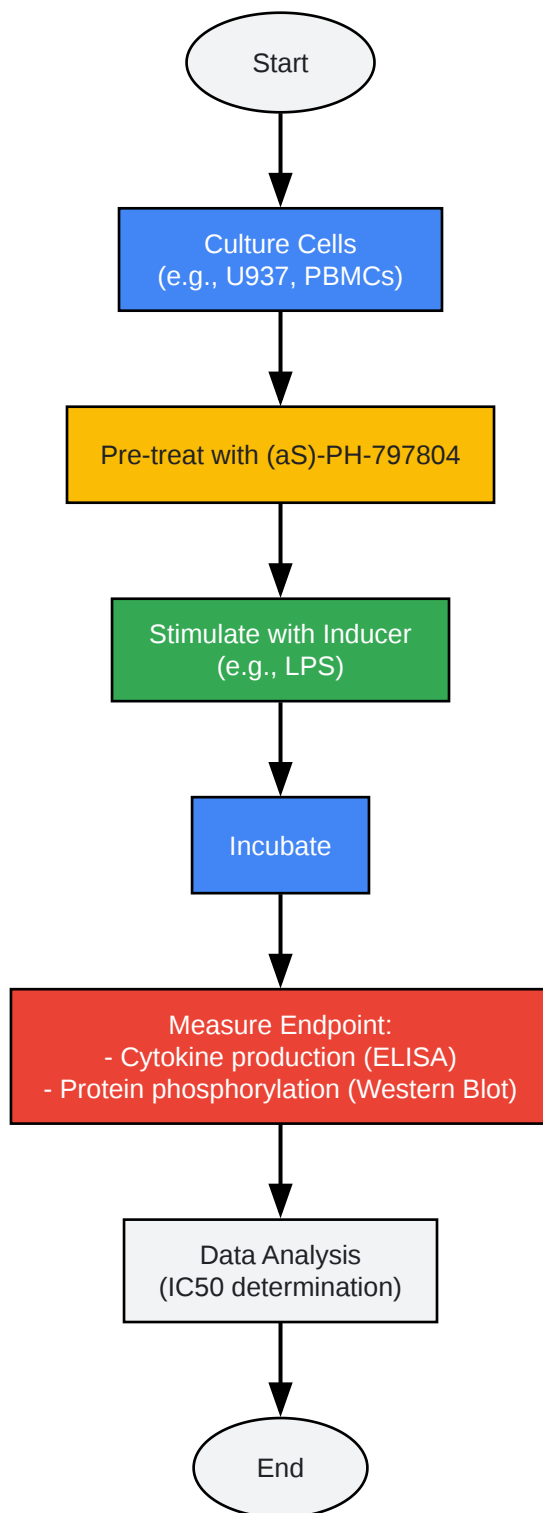 Start
Culture Cells
(e.g., U937, PBMCs)
Pre-treat with (aS)-PH-797804
Stimulate with Inducer
(e.g., LPS)
Incubate
Measure Endpoint:
- Cytokine production (ELISA)
- Protein phosphorylation (Western Blot)
Data Analysis
(IC50 determination)
End